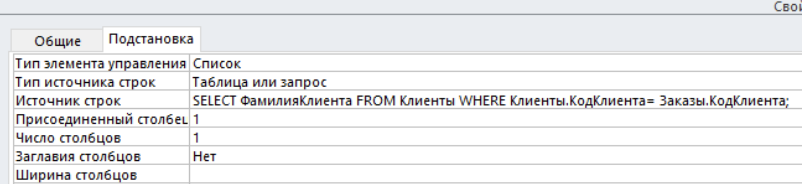 Свой
Общие Подстановка
Тип элемента управления Список
Тип источника строк Таблица или запрос
Источник строк SELECT ФамилияКлиента FROM Клиенты WHERE Клиенты.КодКлиента= Заказы.КодКлиента;
Присоединенный столбец 1
Число столбцов 1
Заглавия столбцов Нет
Ширина столбцов